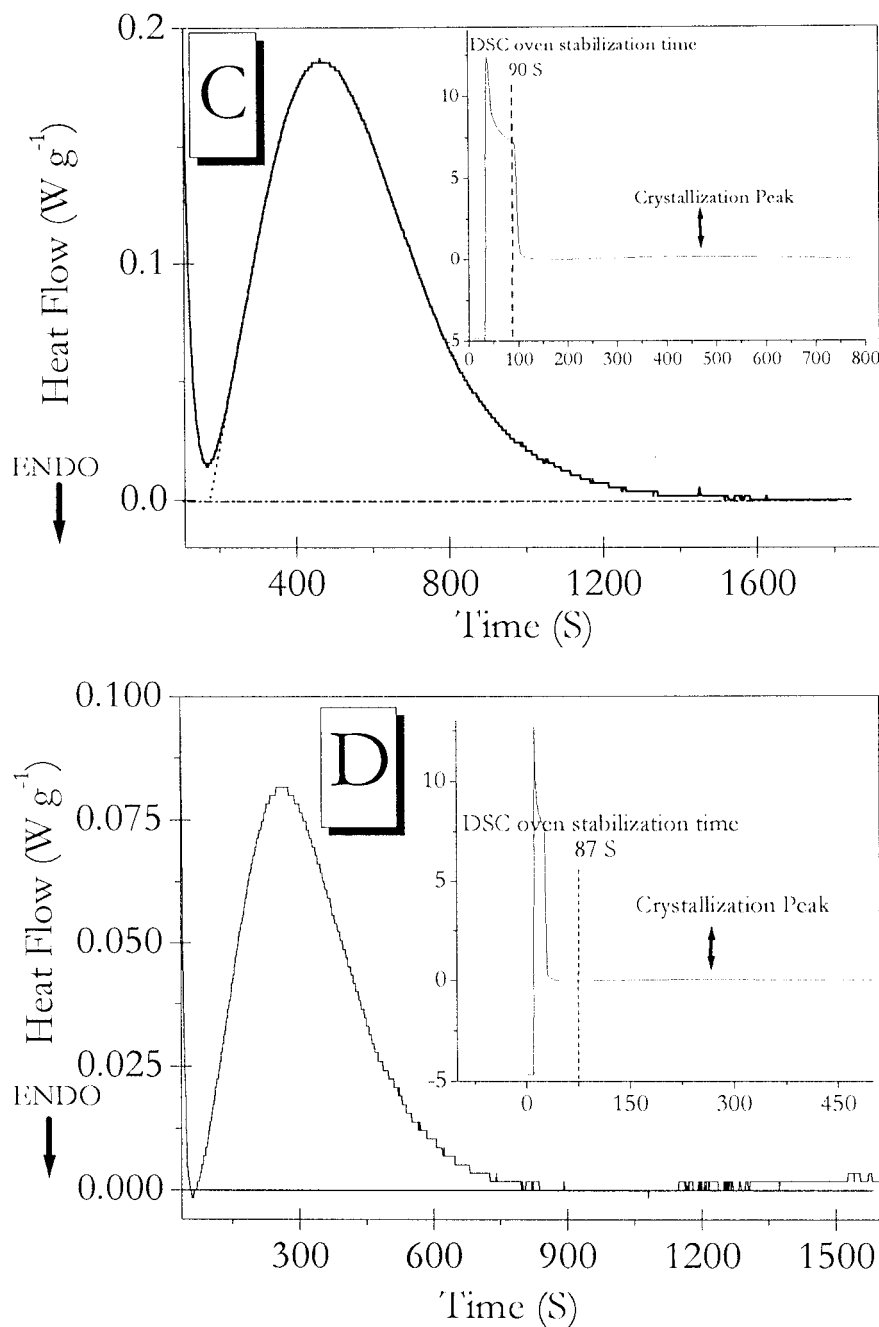 C
0.2
0.1
0.0
Heat Flow (W g-1)
ENDO
400
800
1200
1600
Time (S)
DSC oven stabilization time
90 S
Crystallization Peak
10
5
0
-5
0
100
200
300
400
500
600
700
800
D
0.100
0.075
0.050
0.025
0.000
Heat Flow (W g-1)
ENDO
300
600
900
1200
1500
Time (S)
DSC oven stabilization time
87 S
Crystallization Peak
10
5
0
-5
0
150
300
450